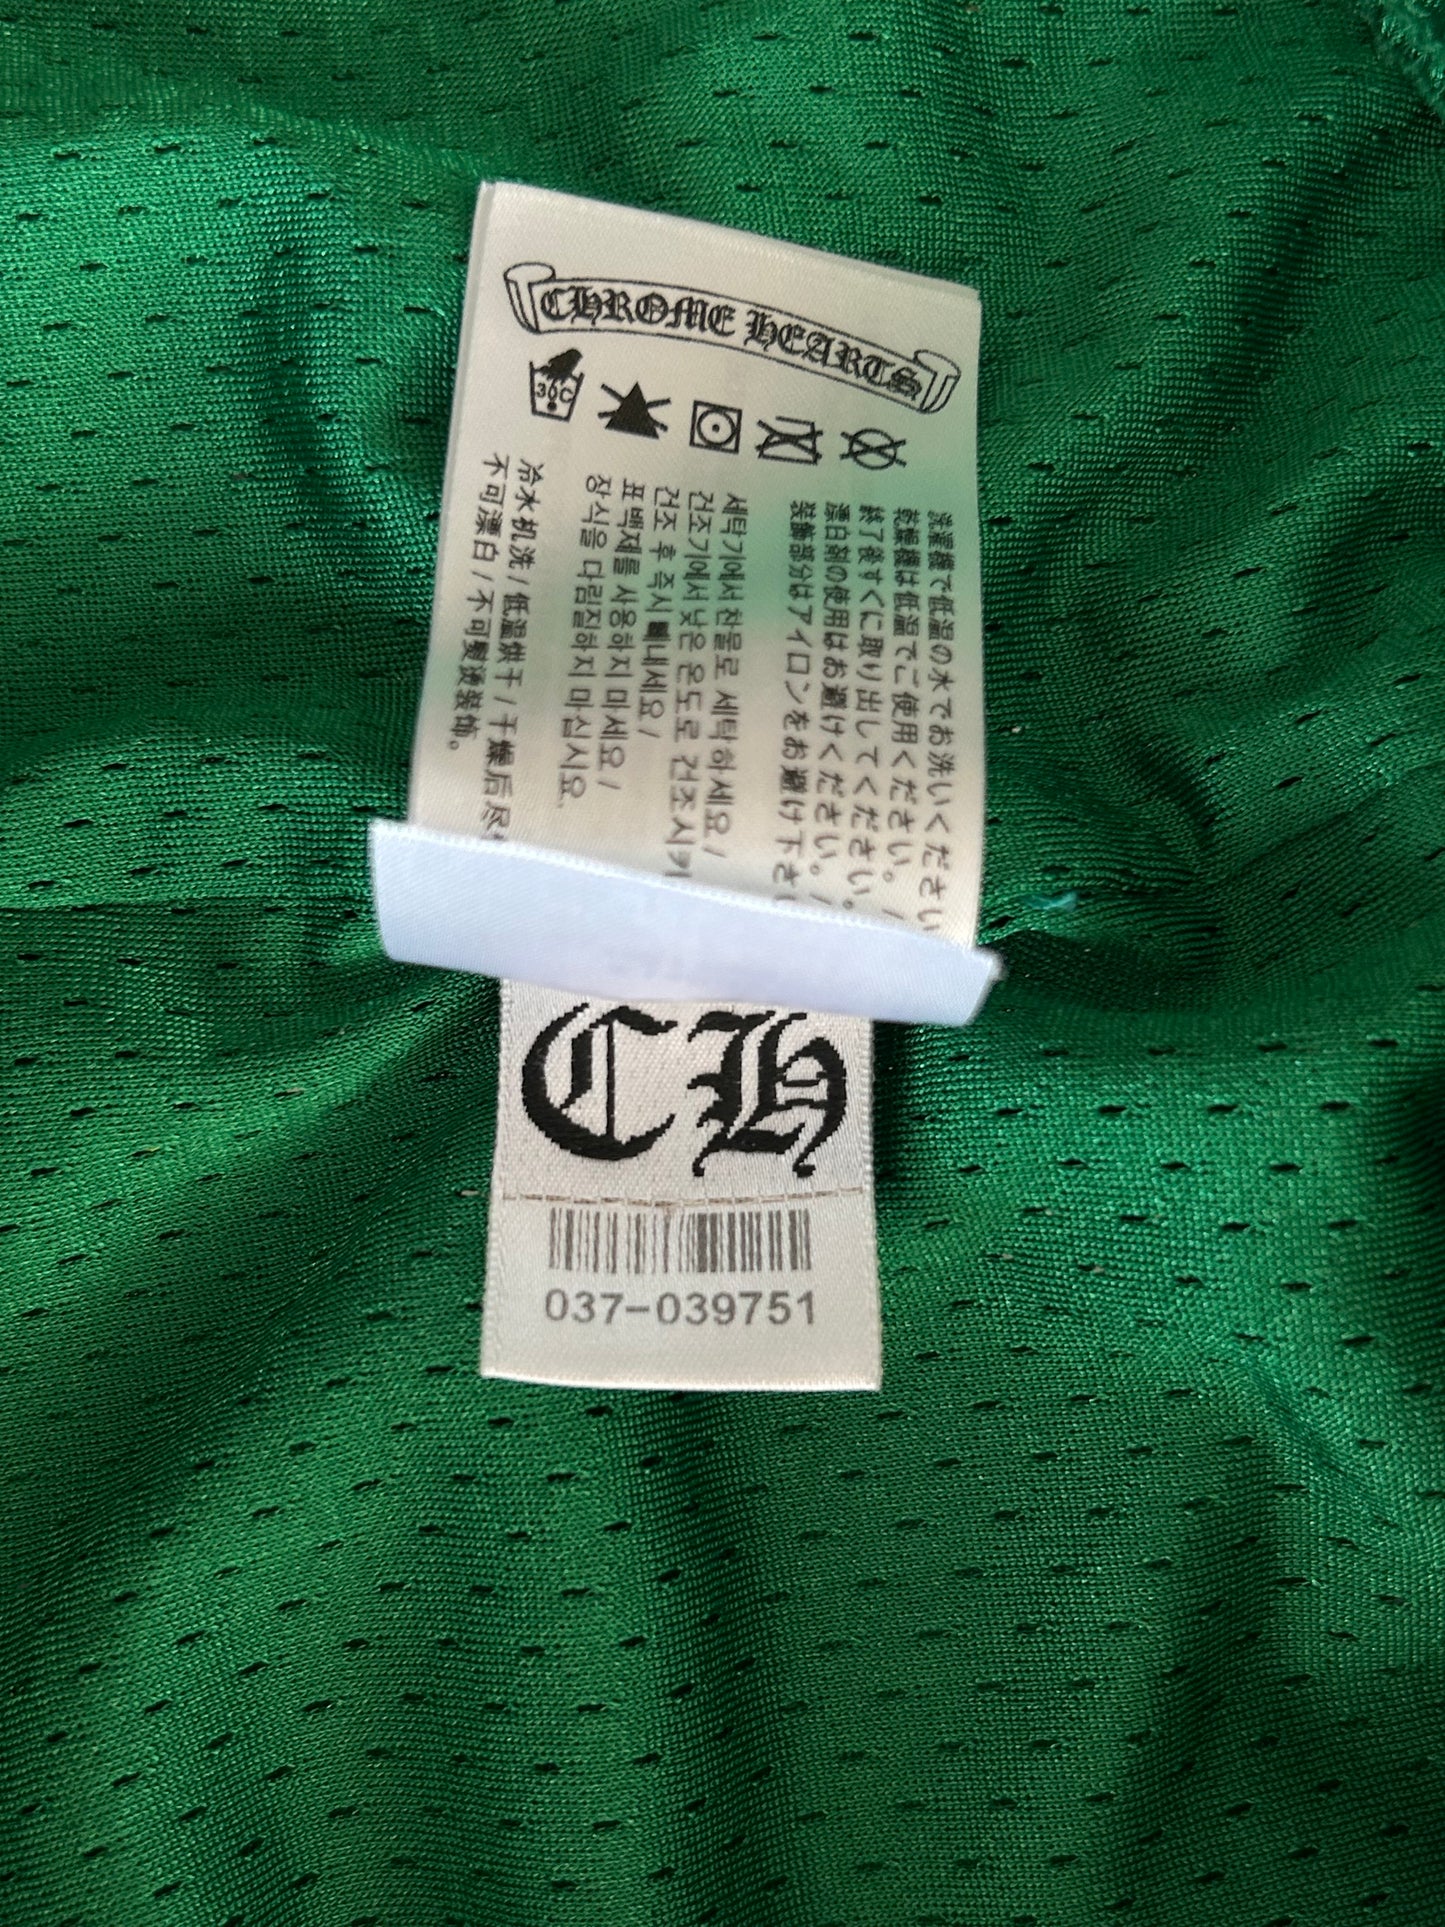 CHROME HEARTS
30C
洗濯機で低温の水でお洗いください
乾燥機は低温でご使用ください。/
終了後すぐに取り出してください。
漂白剤の使用はお避けください。/
装飾部分はアイロンをお避け下さい
세탁기에서 찬물로 세탁하세요 /
건조기에서 낮은 온도로 건조시키
건조 후 즉시 빼내세요 /
표백제를 사용하지 마세요 /
장식을 다림질하지 마십시요.
冷水机洗 / 低温烘干 / 干燥后尽
不可漂白 / 不可熨烫装饰。
CH
037-039751